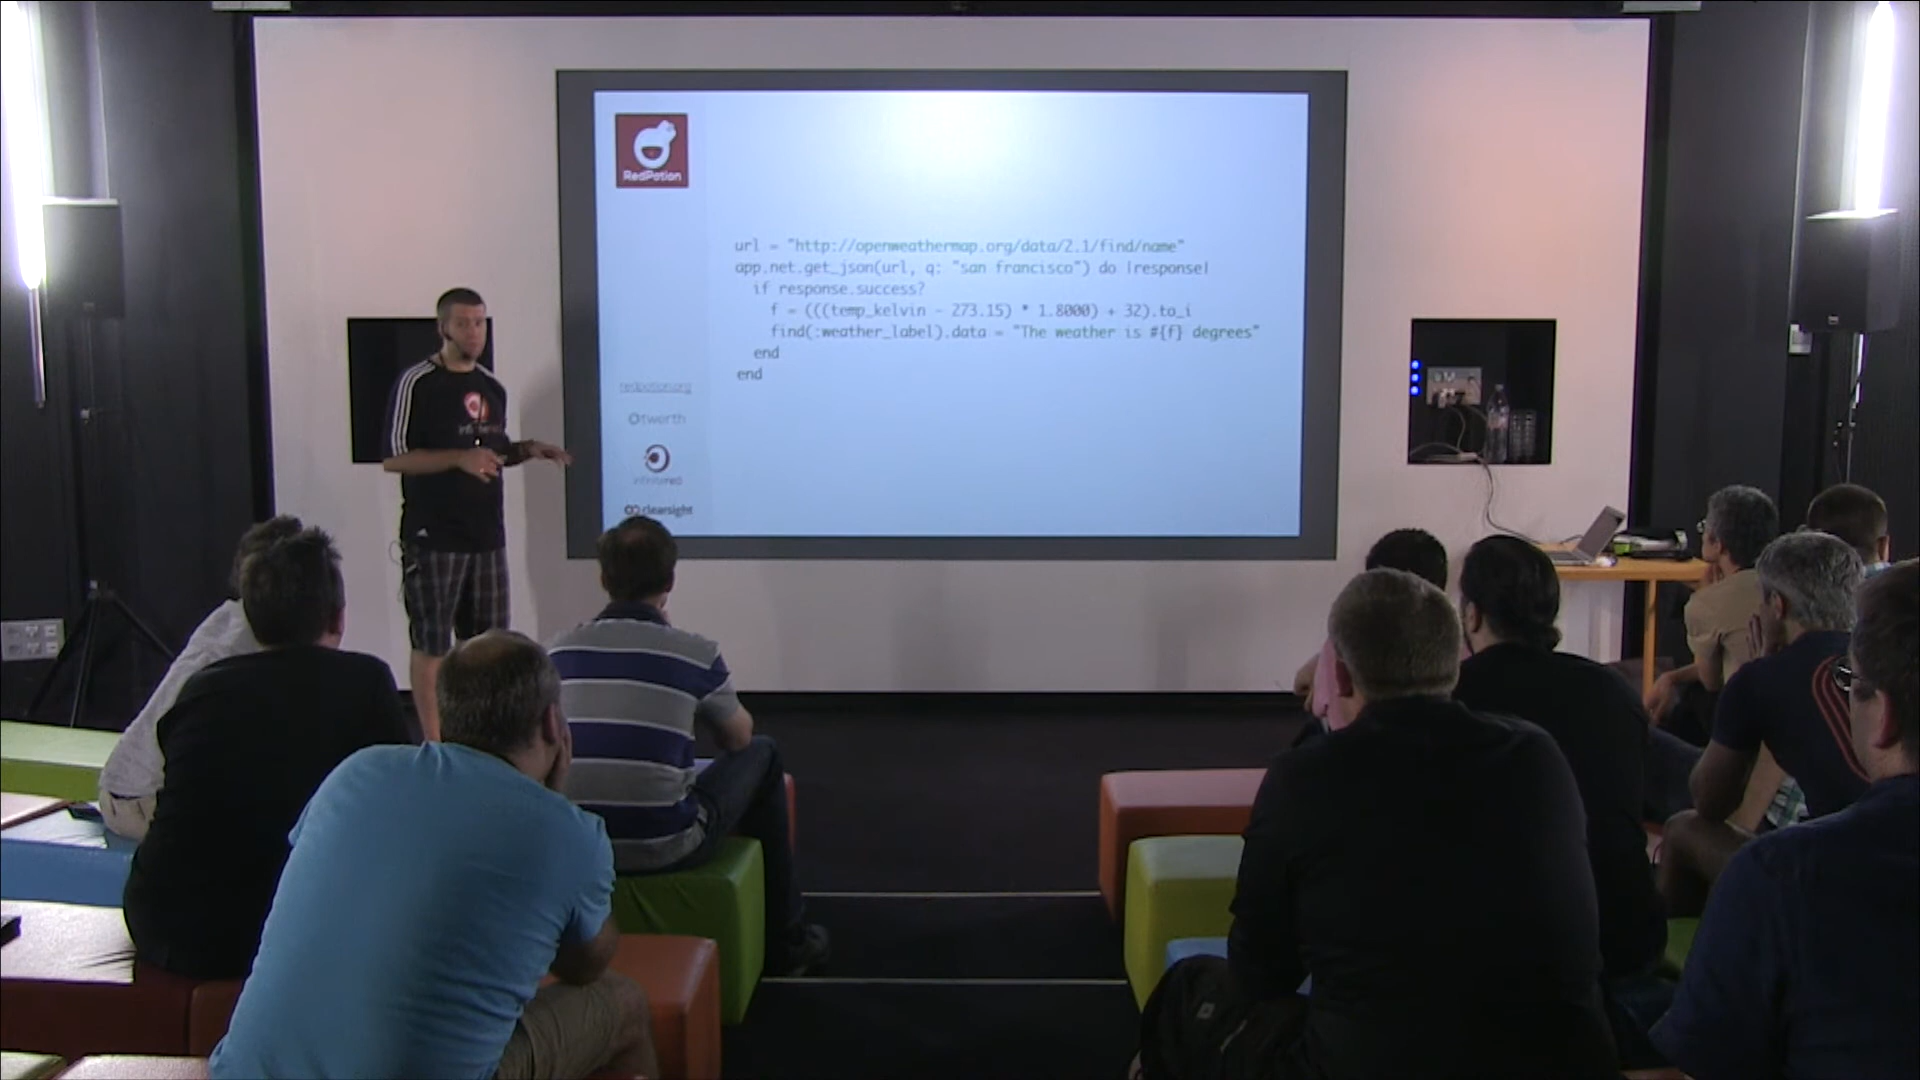 RedPotion
url = "http://openweathermap.org/data/2.1/find/name"
app.net.get_json(url, q: "san francisco") do |response|
if response.success?
f = (((temp_kelvin - 273.15) * 1.8000) + 32).to_i
find(:weather_label).data = "The weather is #{f} degrees"
end
end
redpotion.org
twerth
infinitered
clearsight